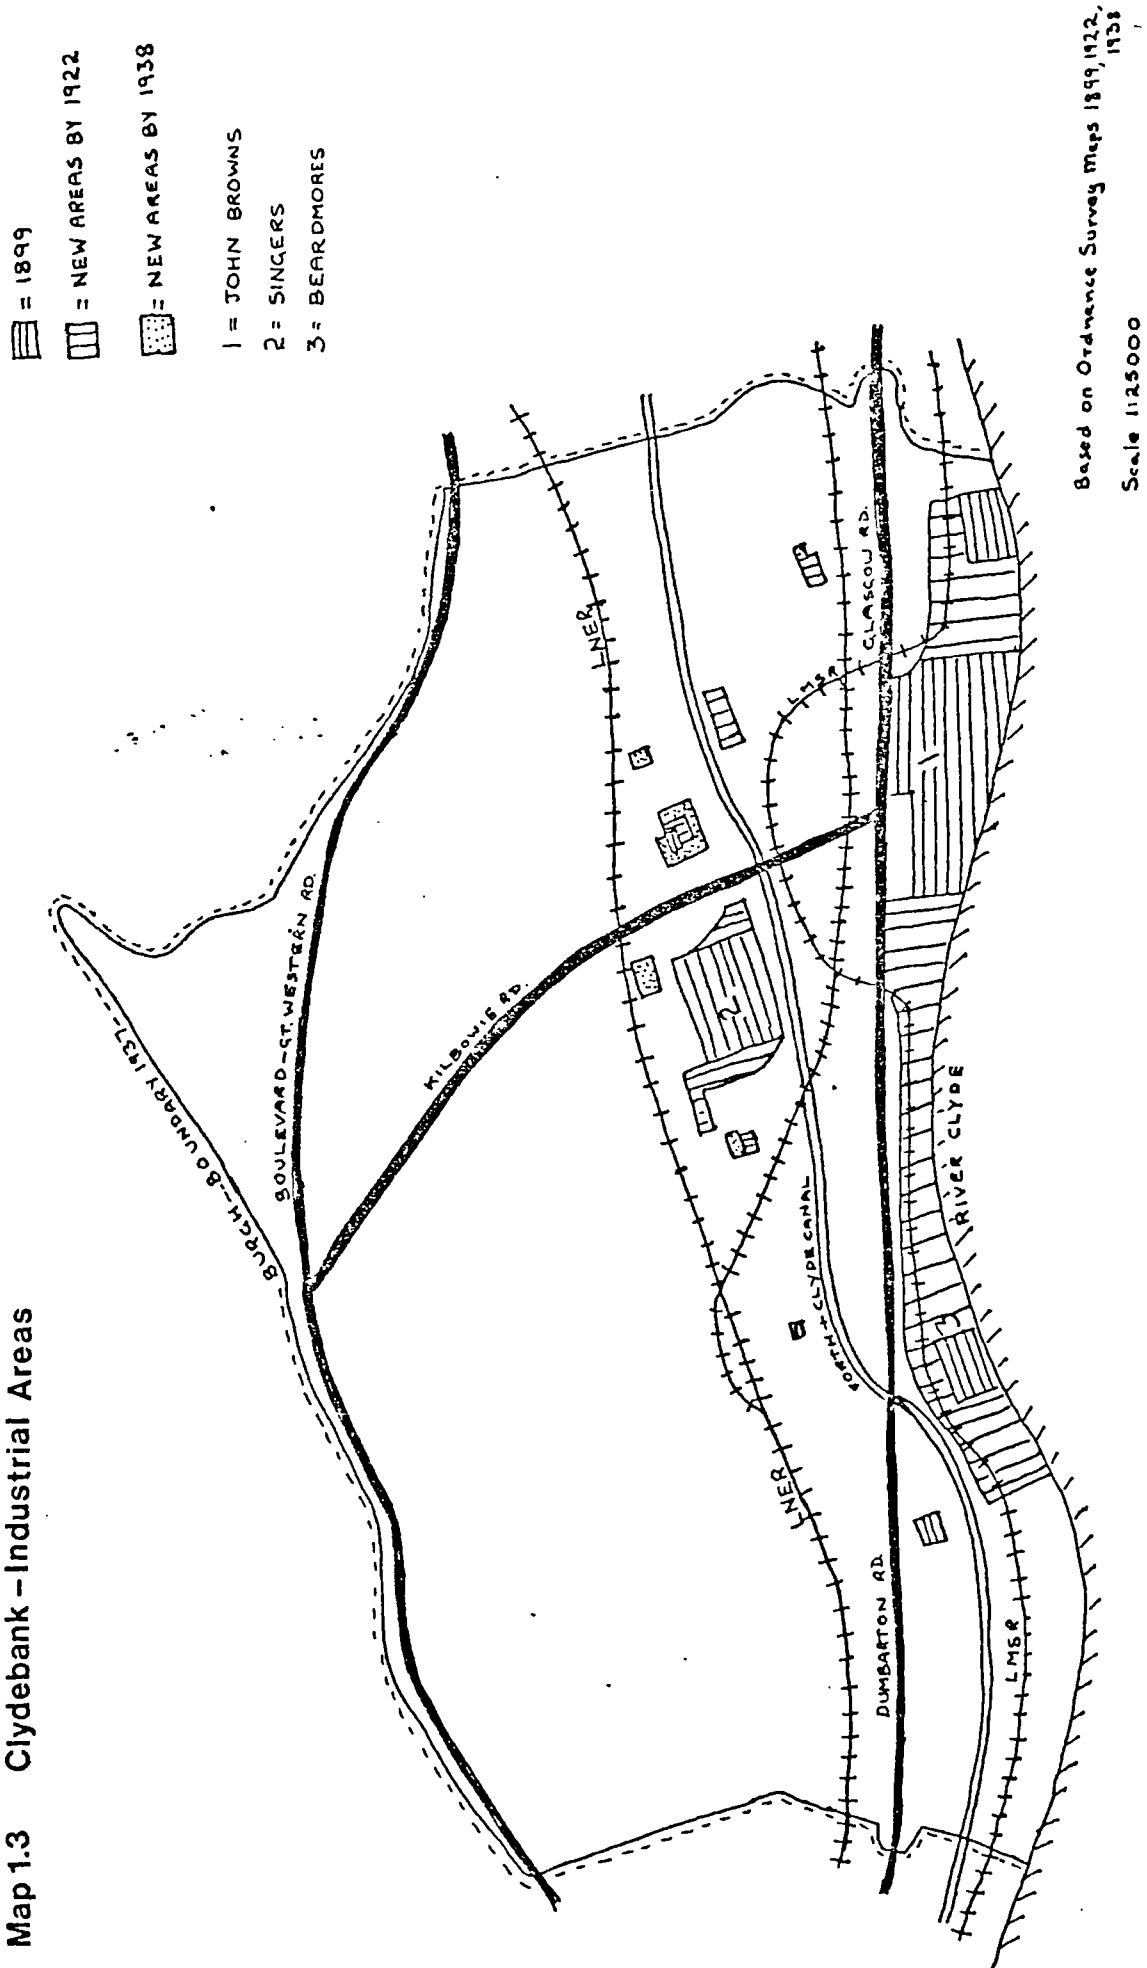 Map 1.3 Clydebank – Industrial Areas
= 1899
= NEW AREAS BY 1922
= NEW AREAS BY 1938
1 = JOHN BROWNS
2 = SINGERS
3 = BEARDMORES
BURGH--BOUNDARY 1937---
BOULEVARD-GT. WESTERN RD.
KILBOWIE RD.
LNER
LNER
LMSR
GLASGOW RD.
FORTH + CLYDE CANAL
DUMBARTON RD.
LMSR
RIVER CLYDE
1
2
3
Based on Ordnance Survey Maps 1899, 1922,
1938
Scale 1:25000